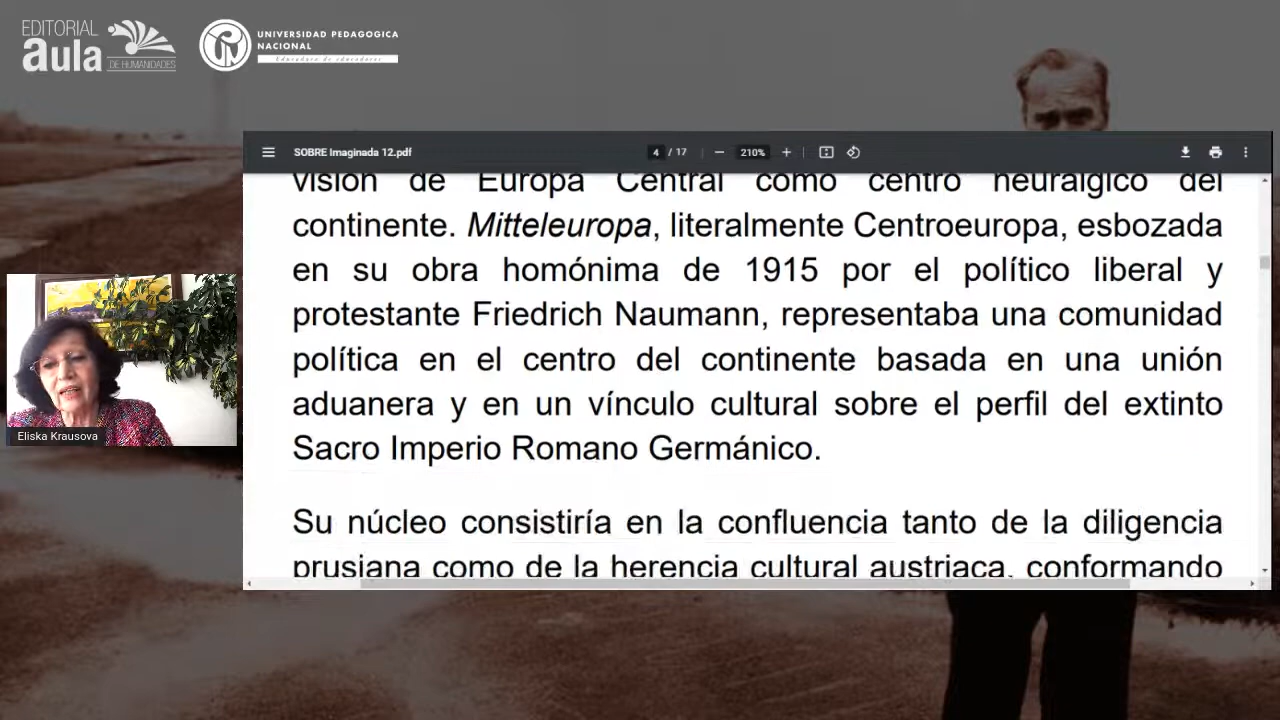 EDITORIAL
aula
DE HUMANIDADES
UNIVERSIDAD PEDAGOGICA
NACIONAL
Educadora de educadores
SOBRE Imaginada 12.pdf
4 / 17
210%
visión de Europa Central como centro neurálgico del
continente. Mitteleuropa, literalmente Centroeuropa, esbozada
en su obra homónima de 1915 por el político liberal y
protestante Friedrich Naumann, representaba una comunidad
política en el centro del continente basada en una unión
aduanera y en un vínculo cultural sobre el perfil del extinto
Sacro Imperio Romano Germánico.
Su núcleo consistiría en la confluencia tanto de la diligencia
prusiana como de la herencia cultural austriaca, conformando
Eliska Krausova